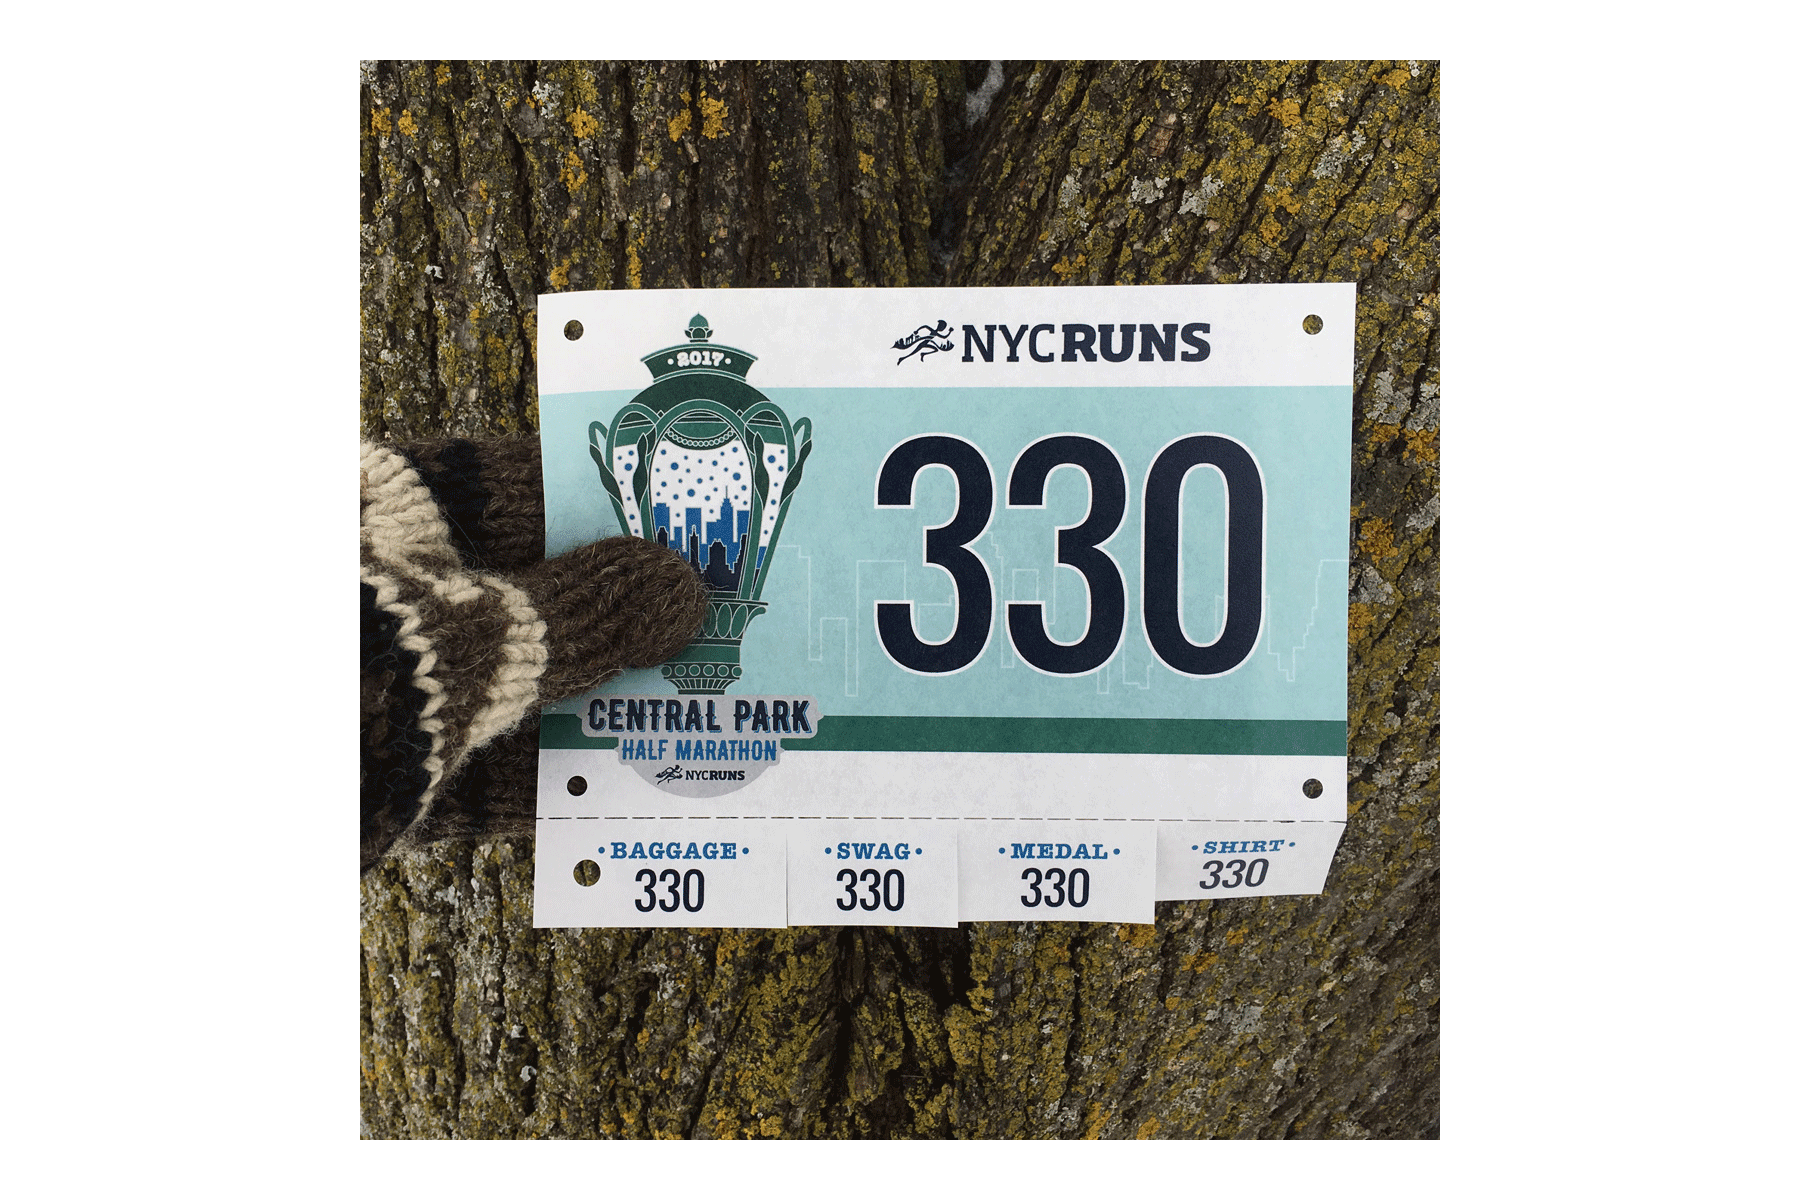 · 2017 ·
NYCRUNS
330
CENTRAL PARK
HALF MARATHON
NYCRUNS
· BAGGAGE ·
330
· SWAG ·
330
· MEDAL ·
330
· SHIRT ·
330